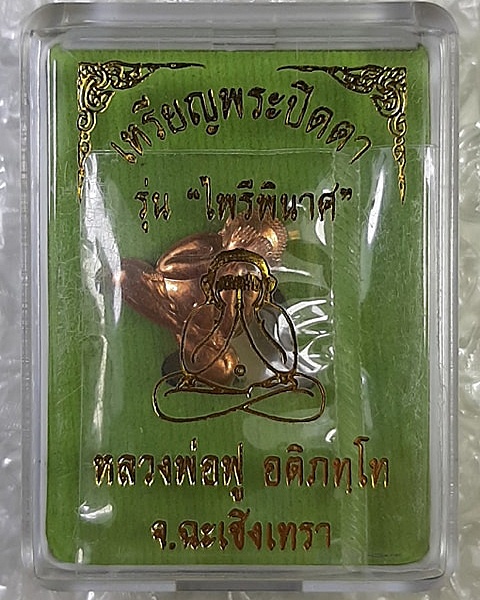 เหรียญพระปิดตา
รุ่น “ไพรีพินาศ”
หลวงพ่อฟู อติภทฺโท
จ.ฉะเชิงเทรา